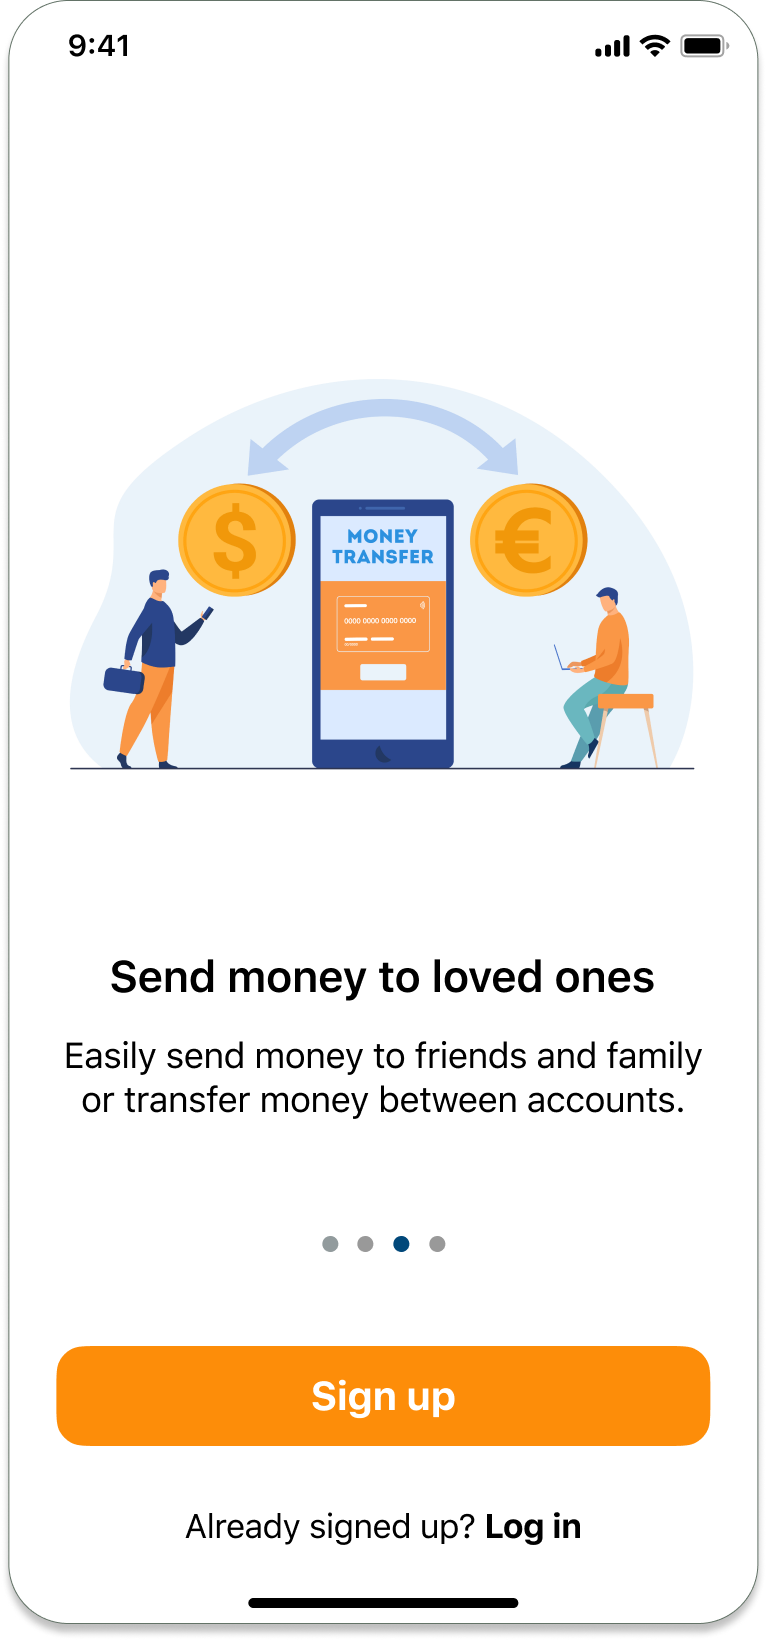 9:41
$
€
MONEY
TRANSFER
0000 0000 0000 0000
Send money to loved ones
Easily send money to friends and family
or transfer money between accounts.
Sign up
Already signed up? Log in